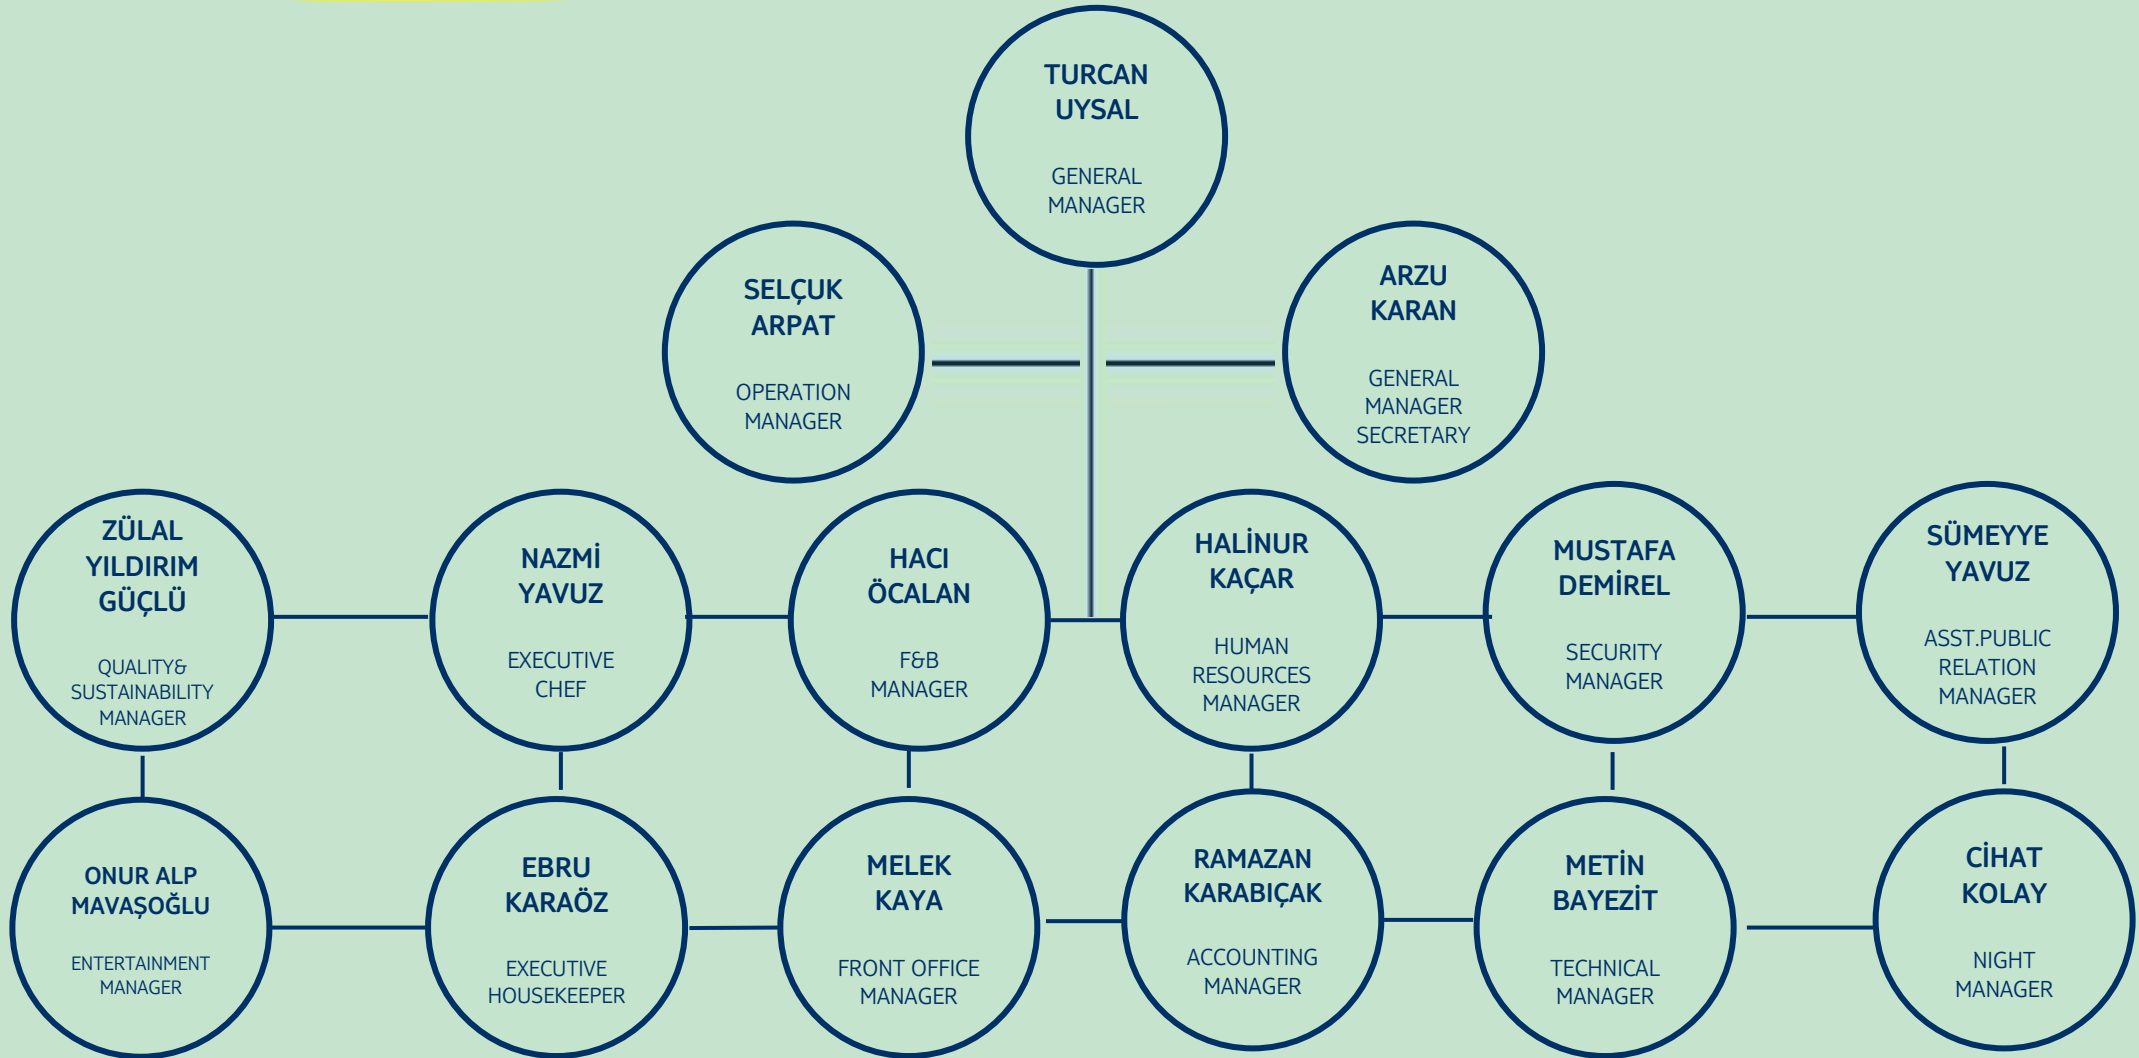 TURCAN
UYSAL
GENERAL
MANAGER
SELÇUK
ARPAT
OPERATION
MANAGER
ARZU
KARAN
GENERAL
MANAGER
SECRETARY
ZÜLAL
YILDIRIM
GÜÇLÜ
QUALITY&
SUSTAINABILITY
MANAGER
NAZMİ
YAVUZ
EXECUTIVE
CHEF
HACI
ÖCALAN
F&B
MANAGER
HALİNUR
KAÇAR
HUMAN
RESOURCES
MANAGER
MUSTAFA
DEMİREL
SECURITY
MANAGER
SÜMEYYE
YAVUZ
ASST.PUBLIC
RELATION
MANAGER
ONUR ALP
MAVAŞOĞLU
ENTERTAINMENT
MANAGER
EBRU
KARAÖZ
EXECUTIVE
HOUSEKEEPER
MELEK
KAYA
FRONT OFFICE
MANAGER
RAMAZAN
KARABIÇAK
ACCOUNTING
MANAGER
METİN
BAYEZİT
TECHNICAL
MANAGER
CİHAT
KOLAY
NIGHT
MANAGER